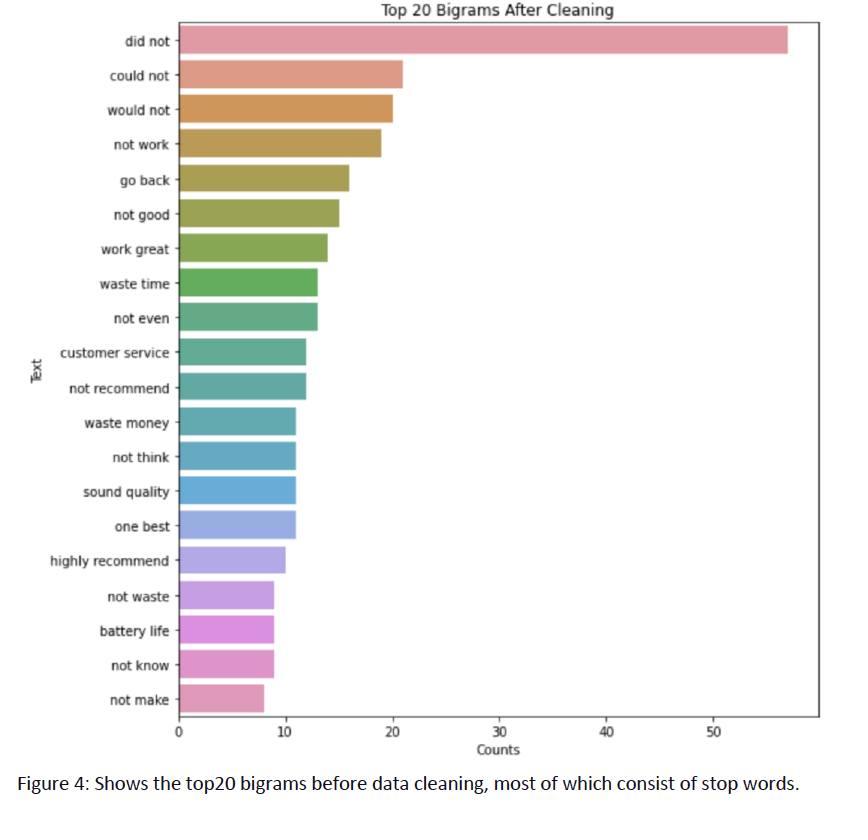 Top 20 Bigrams After Cleaning
did not
could not
would not
not work
go back
not good
work great
waste time
not even
customer service
not recommend
waste money
not think
sound quality
one best
highly recommend
not waste
battery life
not know
not make
Text
0 10 20 30 40 50
Counts
Figure 4: Shows the top20 bigrams before data cleaning, most of which consist of stop words.